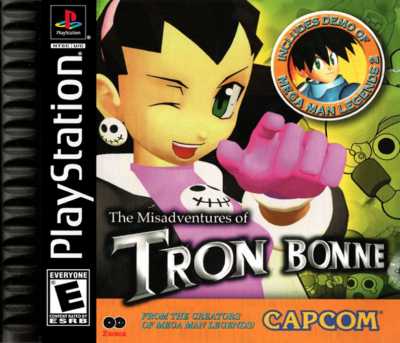 PlayStation
NTSC U/C
PlayStation
INCLUDES DEMO OF
MEGA MAN LEGENDS 2
The Misadventures of
TRON BONNE
EVERYONE
E
CONTENT RATED BY
ESRB
2 DISCS
FROM THE CREATORS
OF MEGA MAN LEGENDS!
CAPCOM